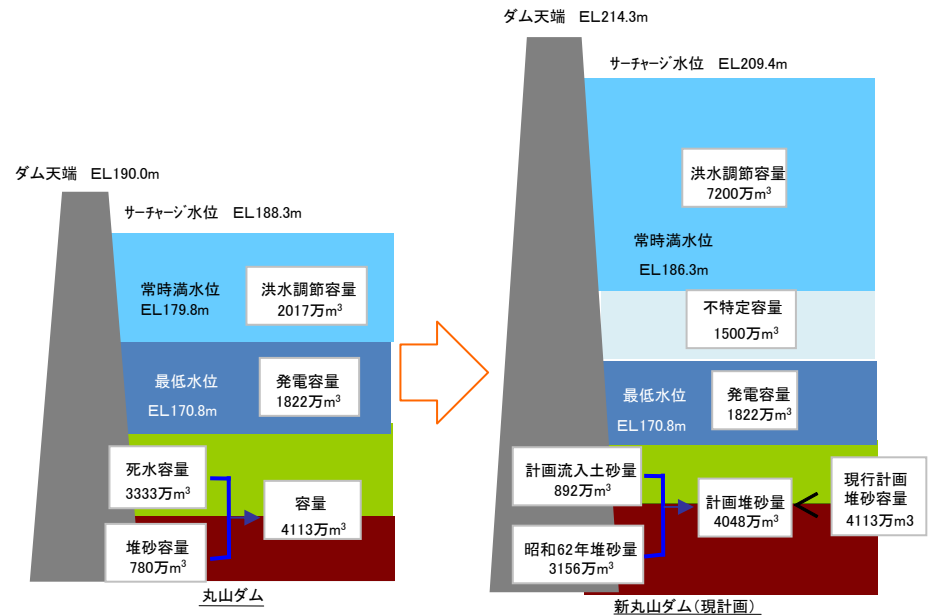 ダム天端　EL190.0m
サーチャージ水位　EL188.3m
常時満水位
EL179.8m
洪水調節容量
2017万m³
最低水位
EL170.8m
発電容量
1822万m³
死水容量
3333万m³
容量
4113万m³
堆砂容量
780万m³
丸山ダム
ダム天端　EL214.3m
サーチャージ水位　EL209.4m
洪水調節容量
7200万m³
常時満水位
EL186.3m
不特定容量
1500万m³
最低水位
EL170.8m
発電容量
1822万m³
計画流入土砂量
892万m³
計画堆砂量
4048万m³
現行計画
堆砂容量
4113万m3
昭和62年堆砂量
3156万m³
新丸山ダム(現計画)